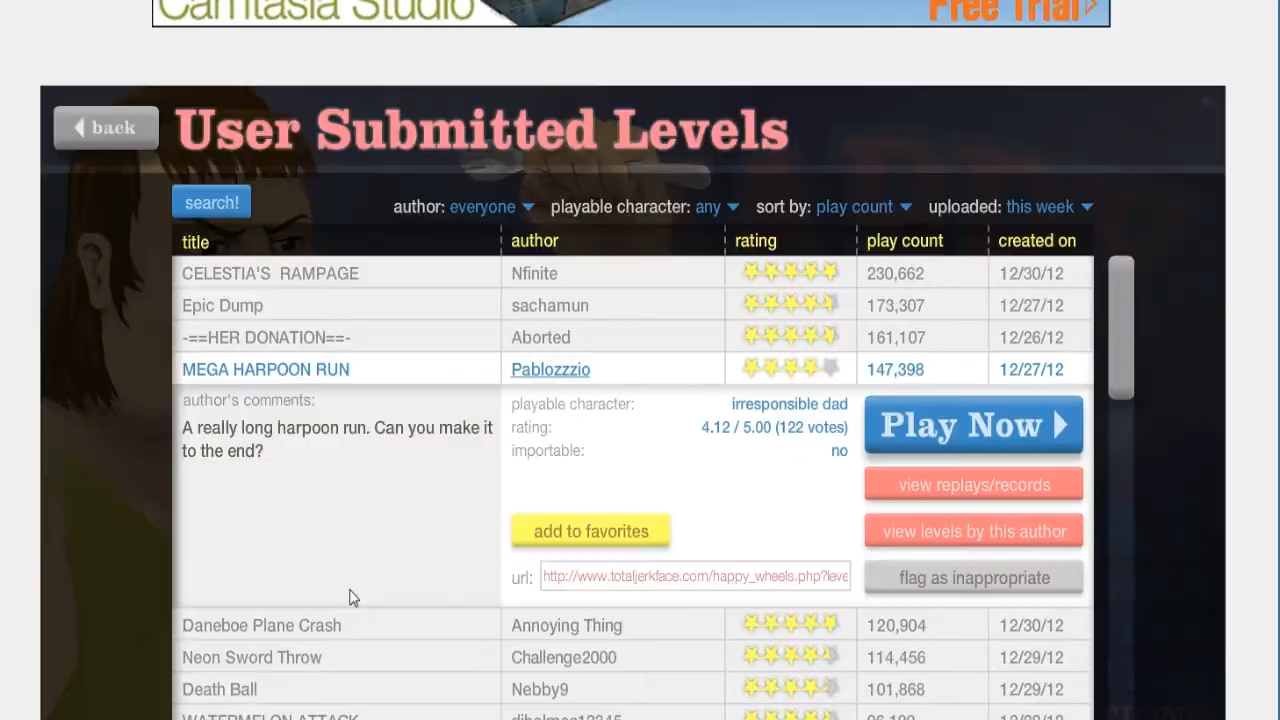 Camtasia Studio Free Trial
back User Submitted Levels
search! author: everyone playable character: any sort by: play count uploaded: this week
title author rating play count created on
CELESTIA'S RAMPAGE Nfinite 230,662 12/30/12
Epic Dump sachamun 173,307 12/27/12
-==HER DONATION==- Aborted 161,107 12/26/12
MEGA HARPOON RUN Pablozzzio 147,398 12/27/12
author's comments: playable character: irresponsible dad
A really long harpoon run. Can you make it rating: 4.12 / 5.00 (122 votes) Play Now
to the end? importable: no
view replays/records
add to favorites view levels by this author
url: http://www.totaljerkface.com/happy_wheels.php?leve flag as inappropriate
Daneboe Plane Crash Annoying Thing 120,904 12/30/12
Neon Sword Throw Challenge2000 114,456 12/29/12
Death Ball Nebby9 101,868 12/29/12
WATERMELON ATTACK